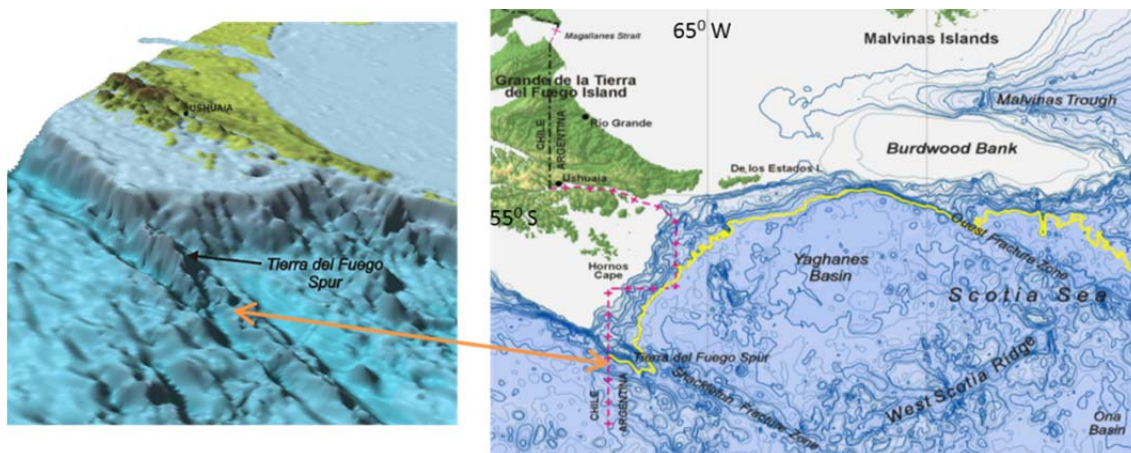 USHUAIA
Tierra del Fuego
Spur
65⁰ W
Magallanes Strait
Malvinas Islands
Grande de la Tierra
del Fuego Island
CHILE
ARGENTINA
Rio Grande
Malvinas Trough
Burdwood Bank
Ushuaia
De los Estados I.
55⁰ S
Ouest Fracture Zone
Hornos
Cape
Yaghanes
Basin
Scotia Sea
Tierra del Fuego Spur
Shackleton Fracture Zone
West Scotia Ridge
CHILE
ARGENTINA
Ona
Basin